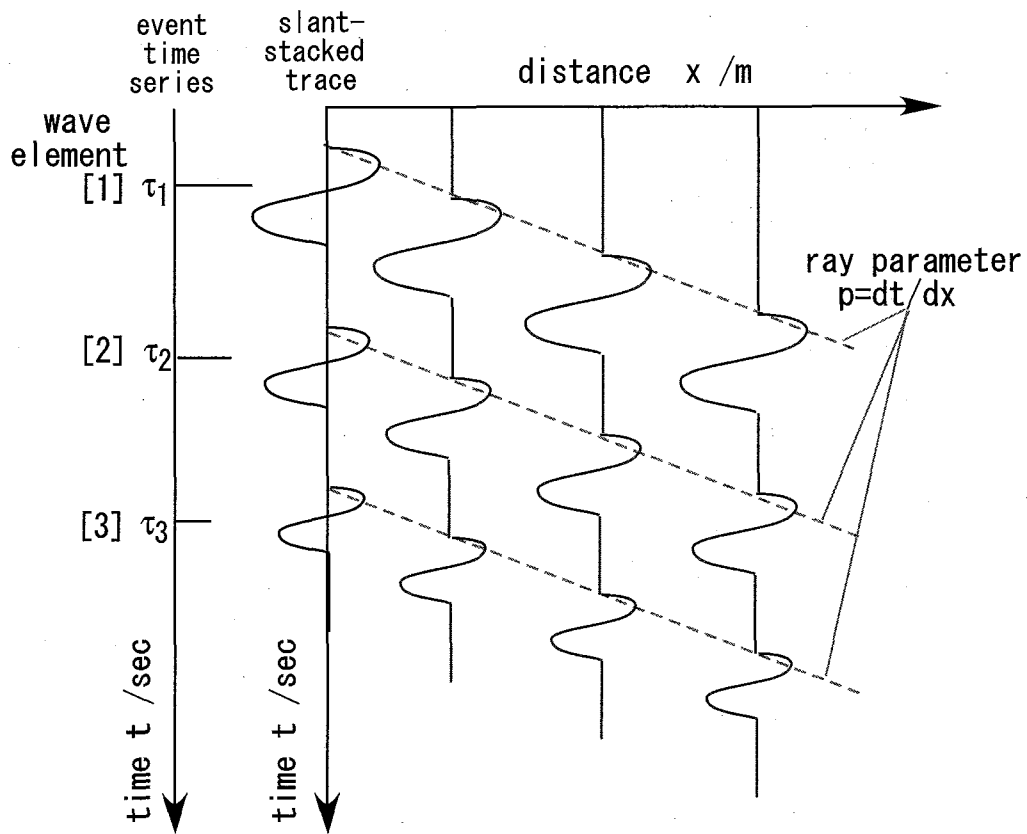 event
time
series
slant-
stacked
trace
distance x /m
wave
element
[1] τ1
[2] τ2
[3] τ3
ray parameter
p=dt/dx
time t /sec
time t /sec